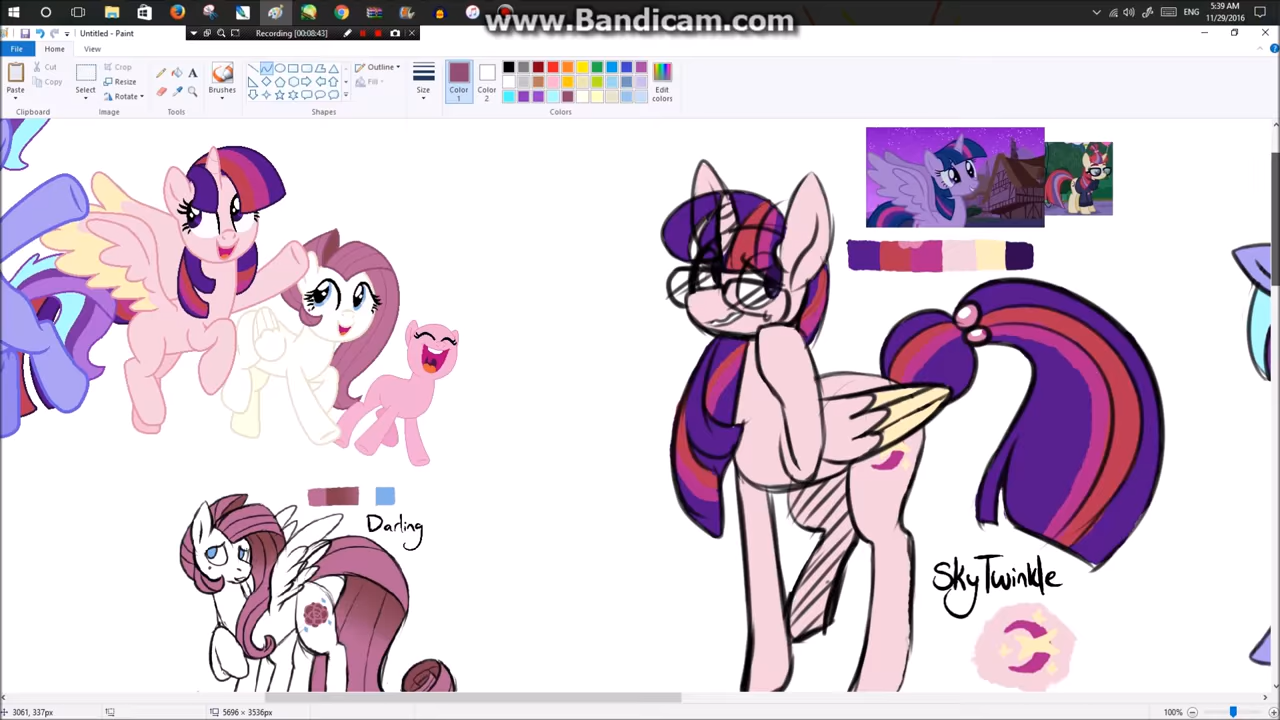 www.Bandicam.com
5:39 AM
ENG
11/29/2016
Untitled - Paint
Recording [00:08:43]
File
Home
View
Paste
Cut
Copy
Clipboard
Select
Crop
Resize
Rotate
Image
Tools
Brushes
Outline
Fill
Shapes
Size
Color 1
Color 2
Edit colors
Colors
Darling
SkyTwinkle
3061, 337px
5696 × 3536px
100%